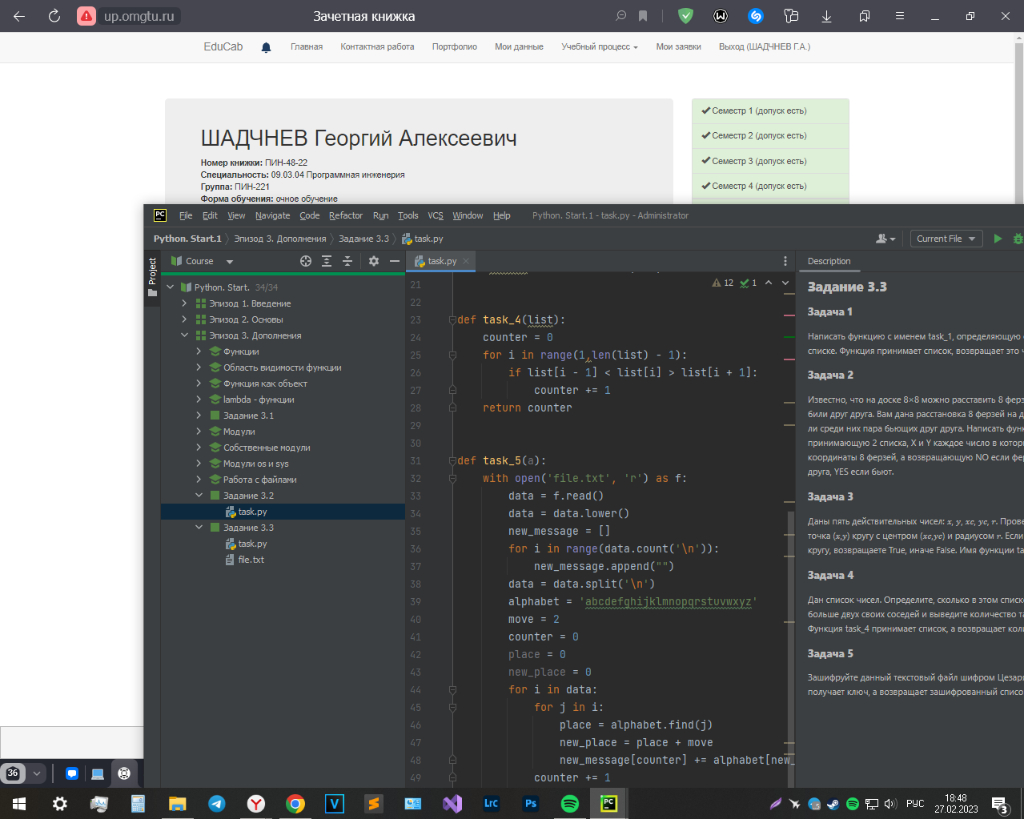 up.omgtu.ru
Зачетная книжка
EduCab
Главная
Контактная работа
Портфолио
Мои данные
Учебный процесс
Мои заявки
Выход (ШАДЧНЕВ Г.А.)
ШАДЧНЕВ Георгий Алексеевич
Номер книжки: ПИН-48-22
Специальность: 09.03.04 Программная инженерия
Группа: ПИН-221
Форма обучения: очное обучение
Семестр 1 (допуск есть)
Семестр 2 (допуск есть)
Семестр 3 (допуск есть)
Семестр 4 (допуск есть)
PC
File Edit View Navigate Code Refactor Run Tools VCS Window Help
Python. Start.1 - task.py - Administrator
Python. Start.1
Эпизод 3. Дополнения
Задание 3.3
task.py
Current File
Project
Course
Python. Start. 34/34
Эпизод 1. Введение
Эпизод 2. Основы
Эпизод 3. Дополнения
Функции
Область видимости функции
Функция как объект
lambda - функции
Задание 3.1
Модули
Собственные модули
Модули os и sys
Работа с файлами
Задание 3.2
task.py
Задание 3.3
task.py
file.txt
task.py
12 1
21
22
23 def task_4(list):
24 counter = 0
25 for i in range(1,len(list) - 1):
26 if list[i - 1] < list[i] > list[i + 1]:
27 counter += 1
28 return counter
29
30
31 def task_5(a):
32 with open('file.txt', 'r') as f:
33 data = f.read()
34 data = data.lower()
35 new_message = []
36 for i in range(data.count('\n')):
37 new_message.append("")
38 data = data.split('\n')
39 alphabet = 'abcdefghijklmnopqrstuvwxyz'
40 move = 2
41 counter = 0
42 place = 0
43 new_place = 0
44 for i in data:
45 for j in i:
46 place = alphabet.find(j)
47 new_place = place + move
48 new_message[counter] += alphabet[new_
49 counter += 1
Description
Задание 3.3
Задача 1
Написать функцию с именем task_1, определяющую
списке. Функция принимает список, возвращает это ч
Задача 2
Известно, что на доске 8×8 можно расставить 8 ферз
били друг друга. Вам дана расстановка 8 ферзей на д
ли среди них пара бьющих друг друга. Написать фун
принимающую 2 списка, X и Y каждое число в котор
координаты 8 ферзей, а возвращающую NO если фер
друга, YES если бьют.
Задача 3
Даны пять действительных чисел: x, y, xc, yc, r. Прове
точка (x,y) кругу с центром (xc,yc) и радиусом r. Если
кругу, возвращаете True, иначе False. Имя функции ta
Задача 4
Дан список чисел. Определите, сколько в этом списк
больше двух своих соседей и выведите количество та
Функция task_4 принимает список, а возвращает кол
Задача 5
Зашифруйте данный текстовый файл шифром Цезар
получает ключ, а возвращает зашифрованный списо
36
V
Lrc
Ps
PC
РУС
18:48
27.02.2023
3